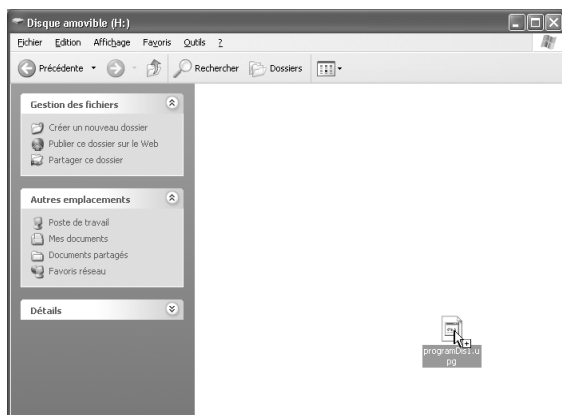 Disque amovible (H:)
Fichier Edition Affichage Favoris Outils ?
Précédente Rechercher Dossiers
Gestion des fichiers
Créer un nouveau dossier
Publier ce dossier sur le Web
Partager ce dossier
Autres emplacements
Poste de travail
Mes documents
Documents partagés
Favoris réseau
Détails
programDis1.u
pg